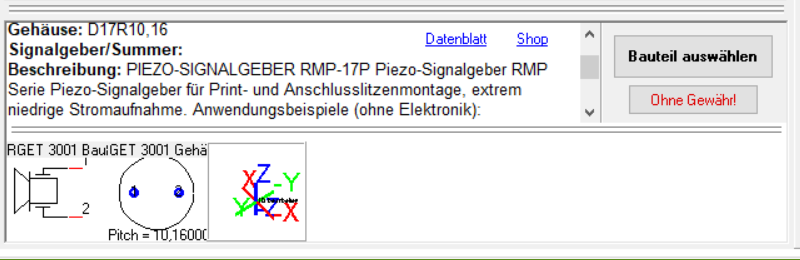 Gehäuse: D17R10,16
Signalgeber/Summer:
Datenblatt Shop
Beschreibung: PIEZO-SIGNALGEBER RMP-17P Piezo-Signalgeber RMP
Serie Piezo-Signalgeber für Print- und Anschlusslitzenmontage, extrem
niedrige Stromaufnahme. Anwendungsbeispiele (ohne Elektronik):
Bauteil auswählen
Ohne Gewähr!
RGET 3001 Bau
GET 3001 Gehä
1
2
Pitch = 10,1600
X Z -Y
Y -Z -X